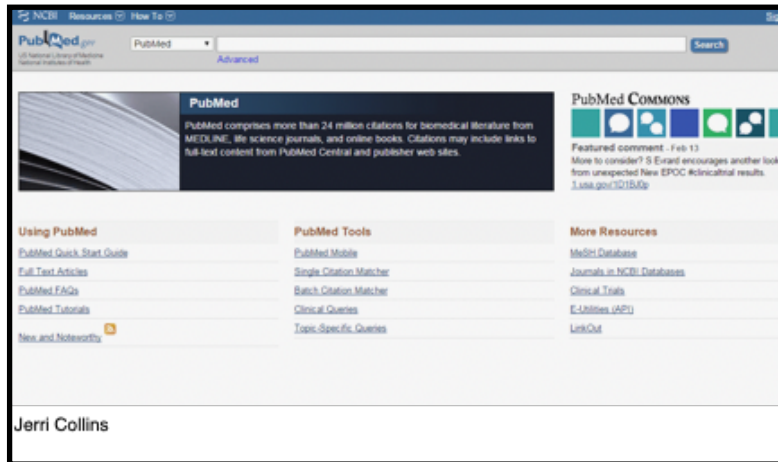 NCBI Resources How To
PubMed.gov
US National Library of Medicine
National Institutes of Health
PubMed
Search
Advanced
PubMed
PubMed comprises more than 24 million citations for biomedical literature from
MEDLINE, life science journals, and online books. Citations may include links to
full-text content from PubMed Central and publisher web sites.
PubMed COMMONS
Featured comment - Feb 13
More to consider? S Evrard encourages another look
from unexpected New EPOC #clinicaltrial results.
Using PubMed
PubMed Quick Start Guide
Full Text Articles
PubMed FAQs
PubMed Tutorials
New and Noteworthy
PubMed Tools
PubMed Mobile
Single Citation Matcher
Batch Citation Matcher
Clinical Queries
Topic-Specific Queries
More Resources
MeSH Database
Journals in NCBI Databases
Clinical Trials
E-Utilities (API)
LinkOut
Jerri Collins